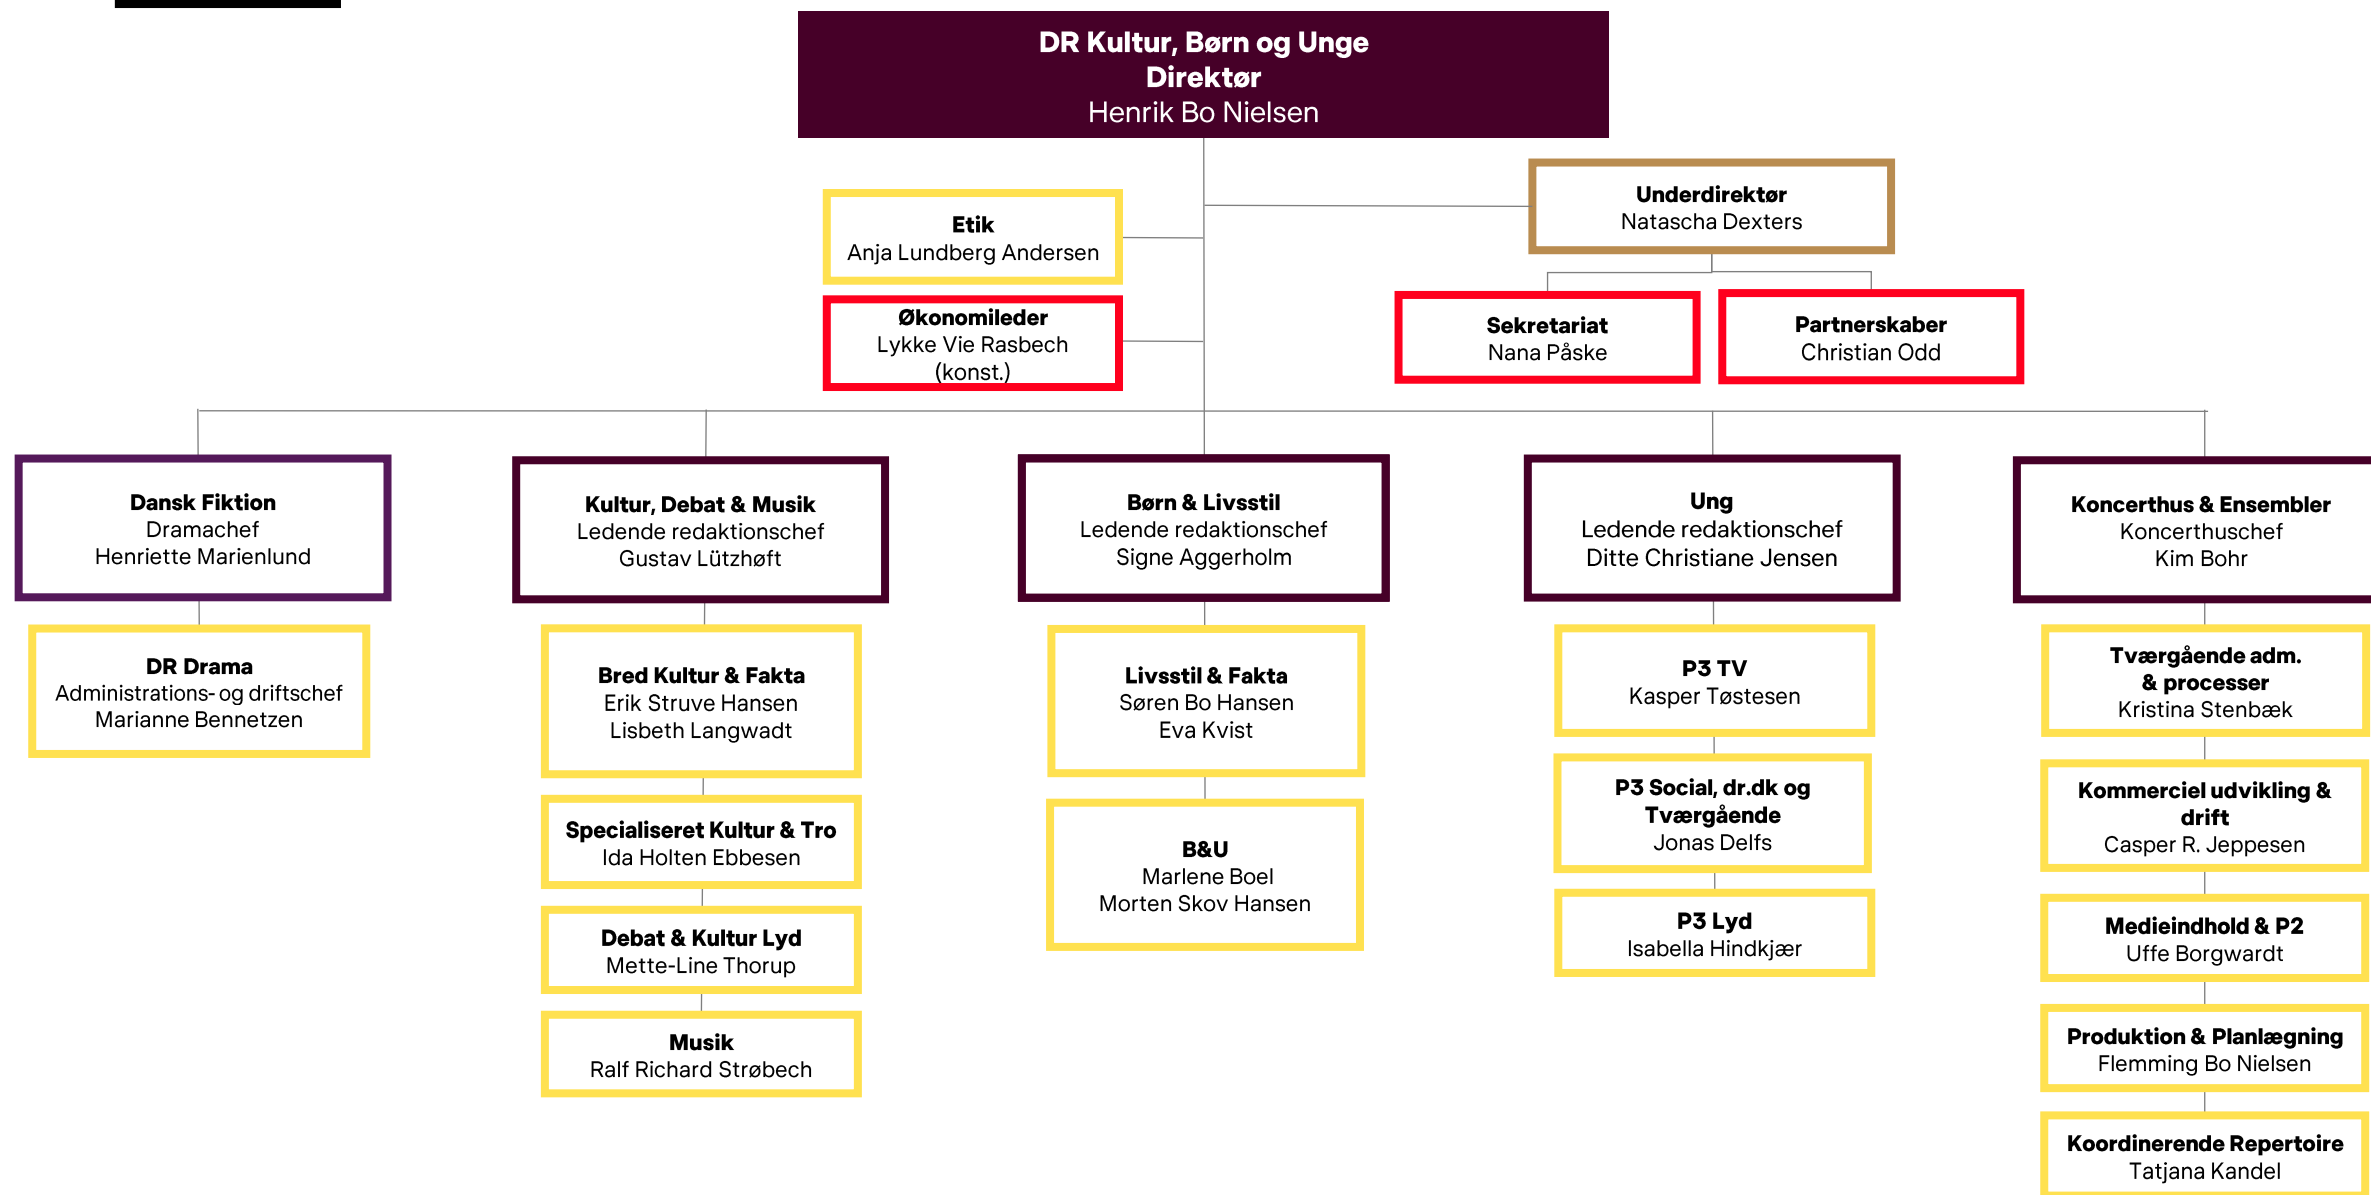 DR Kultur, Børn og Unge
Direktør
Henrik Bo Nielsen
Underdirektør
Natascha Dexters
Etik
Anja Lundberg Andersen
Økonomileder
Lykke Vie Rasbech
(konst.)
Sekretariat
Nana Påske
Partnerskaber
Christian Odd
Dansk Fiktion
Dramachef
Henriette Marienlund
DR Drama
Administrations- og driftschef
Marianne Bennetzen
Kultur, Debat & Musik
Ledende redaktionschef
Gustav Lützhøft
Bred Kultur & Fakta
Erik Struve Hansen
Lisbeth Langwadt
Specialiseret Kultur & Tro
Ida Holten Ebbesen
Debat & Kultur Lyd
Mette-Line Thorup
Musik
Ralf Richard Strøbech
Børn & Livsstil
Ledende redaktionschef
Signe Aggerholm
Livsstil & Fakta
Søren Bo Hansen
Eva Kvist
B&U
Marlene Boel
Morten Skov Hansen
Ung
Ledende redaktionschef
Ditte Christiane Jensen
P3 TV
Kasper Tøstesen
P3 Social, dr.dk og
Tværgående
Jonas Delfs
P3 Lyd
Isabella Hindkjær
Koncerthus & Ensembler
Koncerthuschef
Kim Bohr
Tværgående adm.
& processer
Kristina Stenbæk
Kommerciel udvikling &
drift
Casper R. Jeppesen
Medieindhold & P2
Uffe Borgwardt
Produktion & Planlægning
Flemming Bo Nielsen
Koordinerende Repertoire
Tatjana Kandel